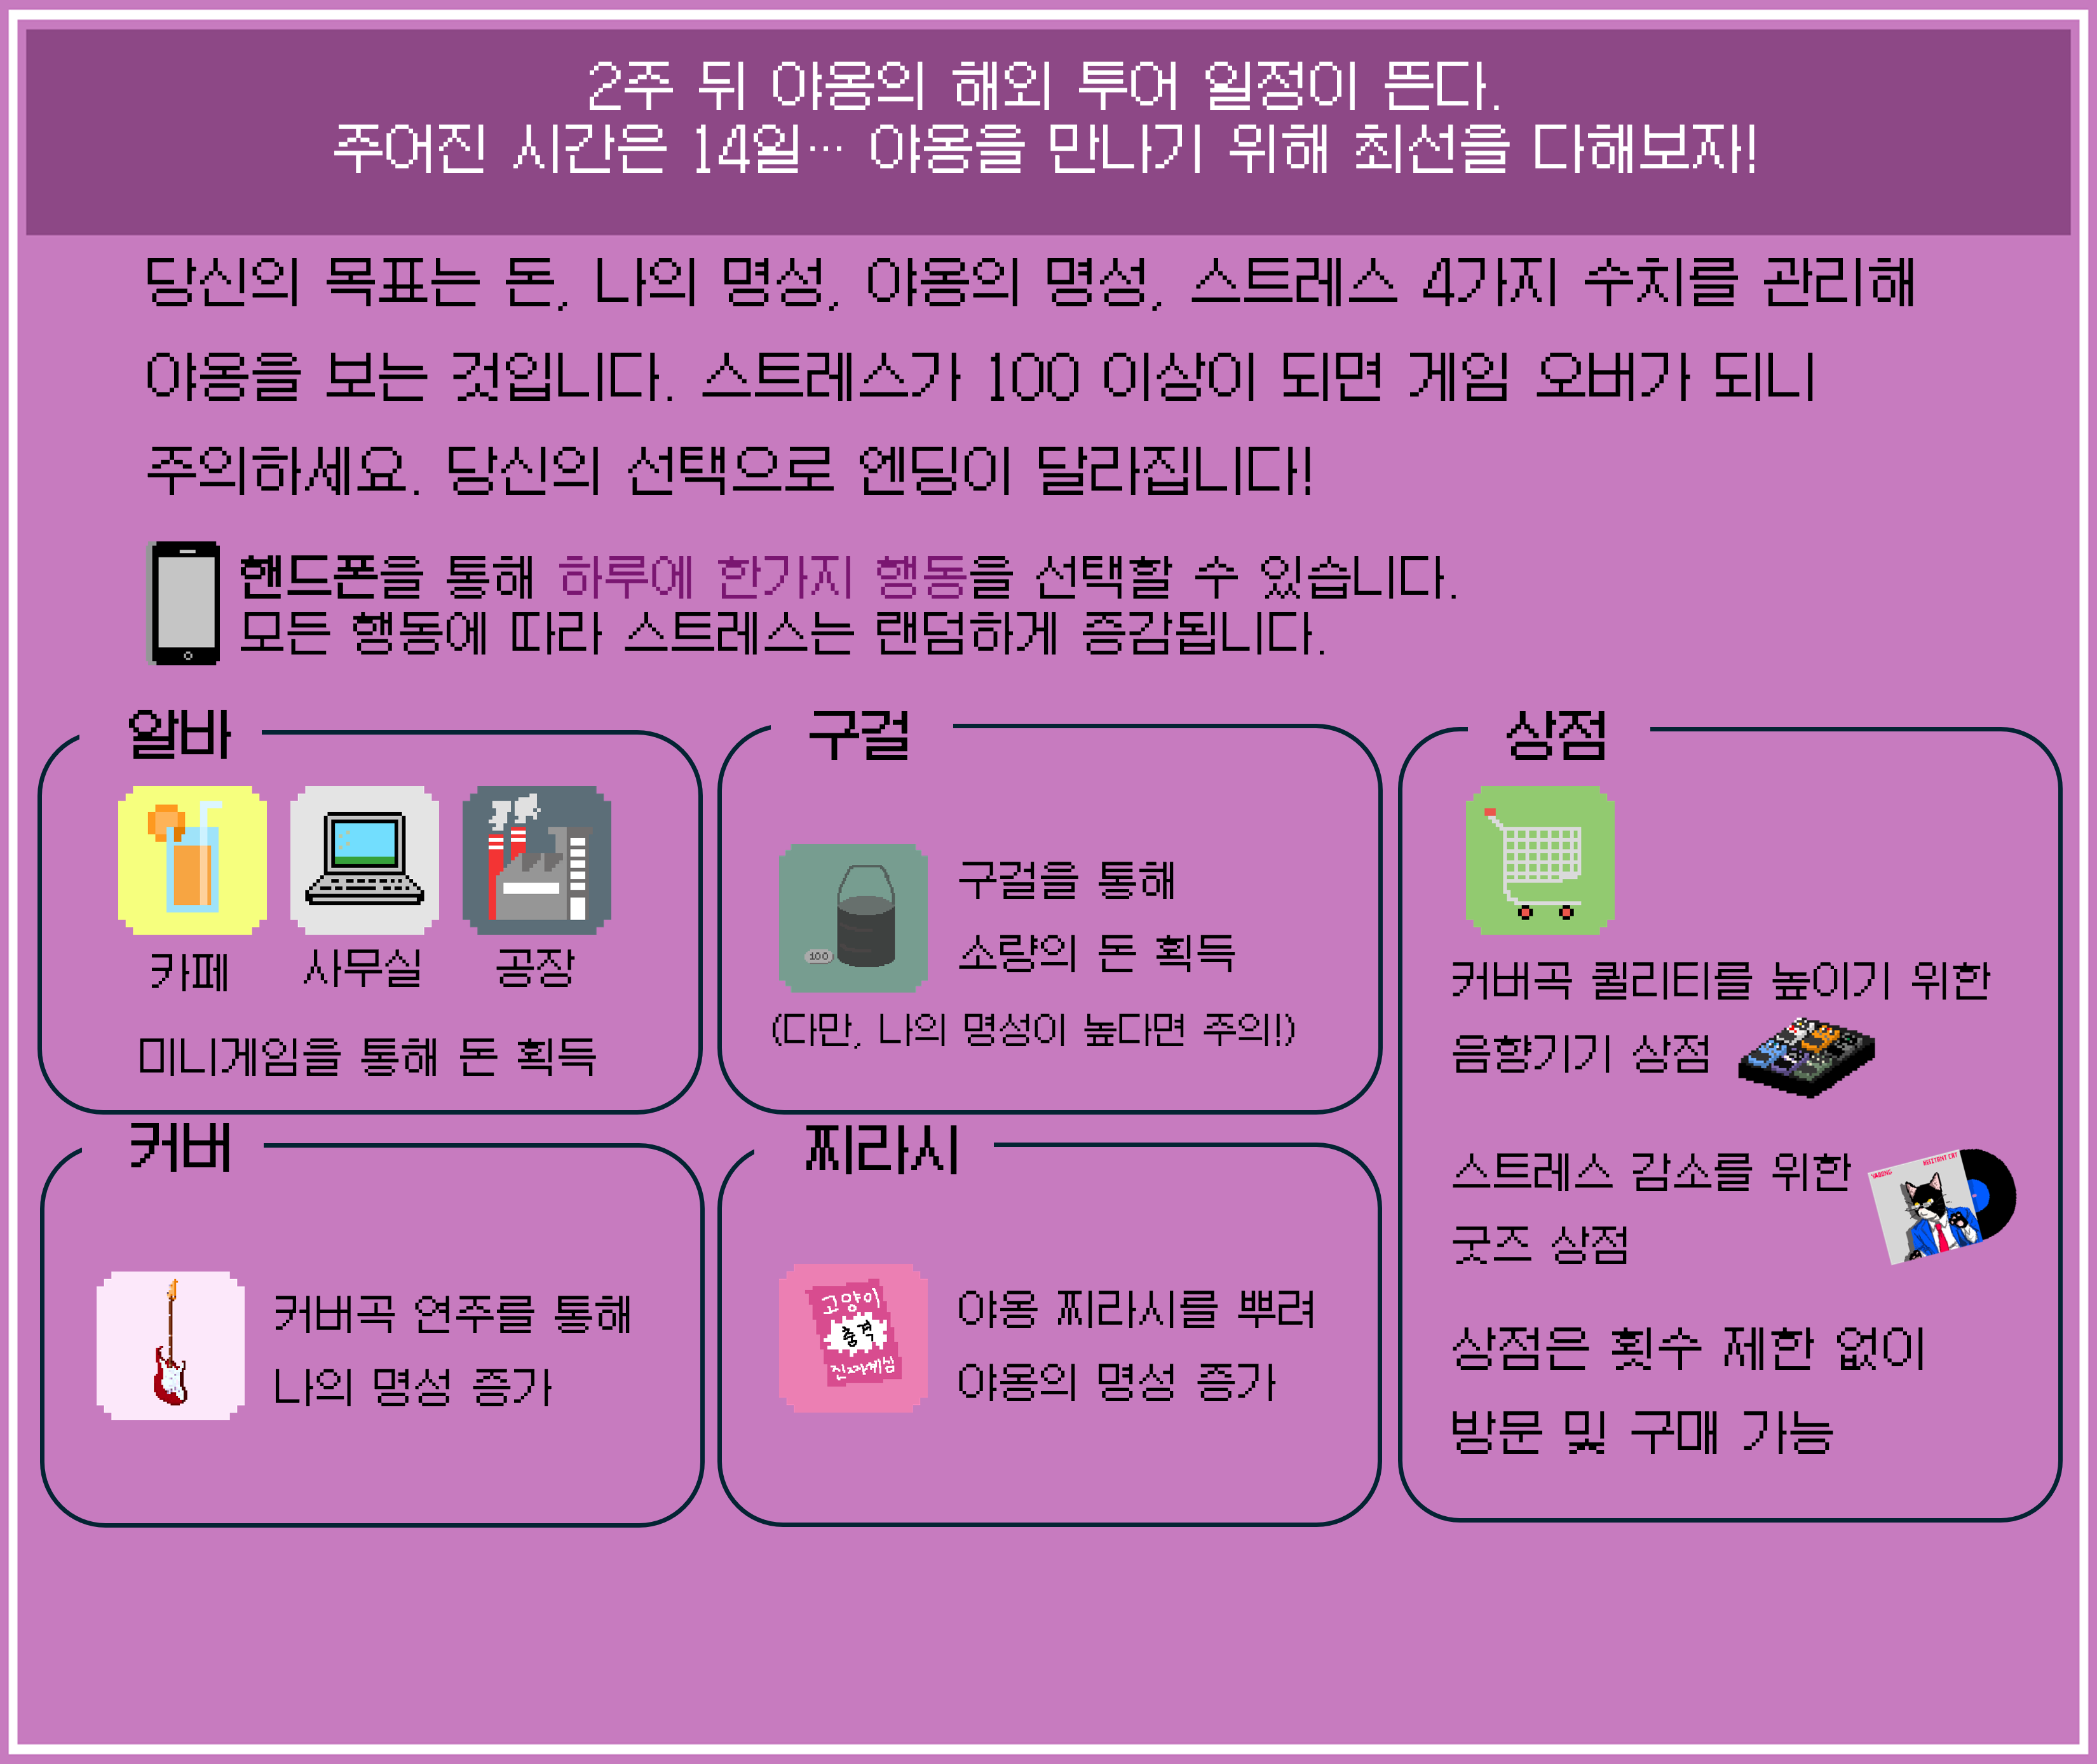 2주 뒤 야옹의 해외 투어 일정이 뜬다.
주어진 시간은 14일… 야옹을 만나기 위해 최선을 다해보자!
당신의 목표는 돈, 나의 명성, 야옹의 명성, 스트레스 4가지 수치를 관리해
야옹을 보는 것입니다. 스트레스가 100 이상이 되면 게임 오버가 되니
주의하세요. 당신의 선택으로 엔딩이 달라집니다!
핸드폰을 통해 하루에 한가지 행동을 선택할 수 있습니다.
모든 행동에 따라 스트레스는 랜덤하게 증감됩니다.
알바
카페
사무실
공장
미니게임을 통해 돈 획득
구걸
100
구걸을 통해
소량의 돈 획득
(다만, 나의 명성이 높다면 주의!)
상점
커버곡 퀄리티를 높이기 위한
음향기기 상점
스트레스 감소를 위한
굿즈 상점
YAOONG
상점은 횟수 제한 없이
방문 및 구매 가능
커버
커버곡 연주를 통해
나의 명성 증가
찌라시
고양이
충격
진짜계심
야옹 찌라시를 뿌려
야옹의 명성 증가